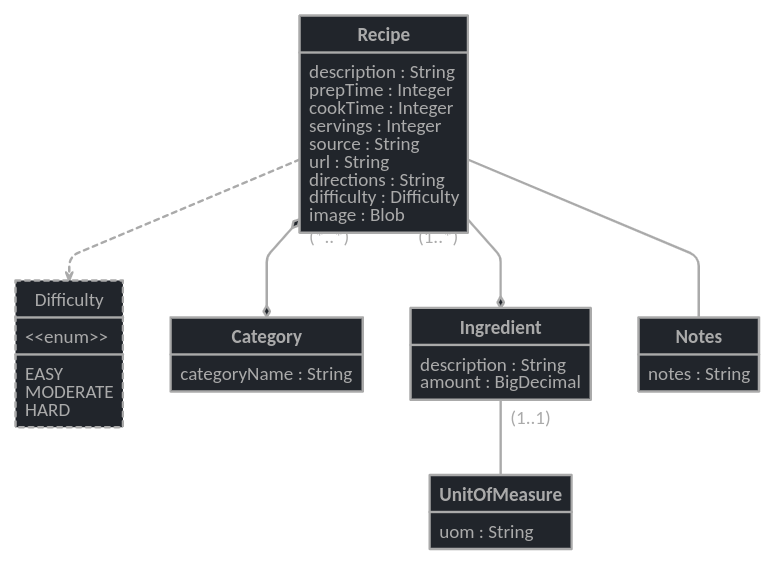 Recipe
description : String
prepTime : Integer
cookTime : Integer
servings : Integer
source : String
url : String
directions : String
difficulty : Difficulty
image : Blob
(*..*)
(1..*)
Difficulty
<<enum>>
EASY
MODERATE
HARD
Category
categoryName : String
Ingredient
description : String
amount : BigDecimal
Notes
notes : String
(1..1)
UnitOfMeasure
uom : String